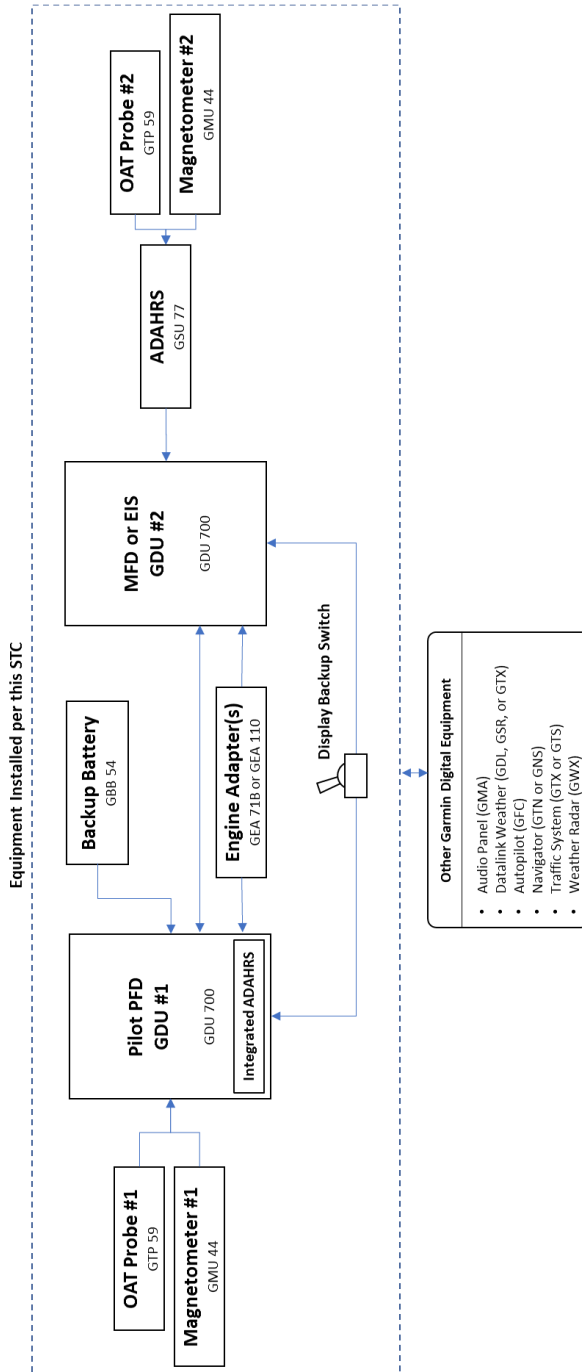 Equipment Installed per this STC
OAT Probe #1
GTP 59
Magnetometer #1
GMU 44
Pilot PFD
GDU #1
GDU 700
Integrated ADAHRS
Backup Battery
GBB 54
Engine Adapter(s)
GEA 71B or GEA 110
Display Backup Switch
MFD or EIS
GDU #2
GDU 700
ADAHRS
GSU 77
OAT Probe #2
GTP 59
Magnetometer #2
GMU 44
Other Garmin Digital Equipment
• Audio Panel (GMA)
• Datalink Weather (GDL, GSR, or GTX)
• Autopilot (GFC)
• Navigator (GTN or GNS)
• Traffic System (GTX or GTS)
• Weather Radar (GWX)